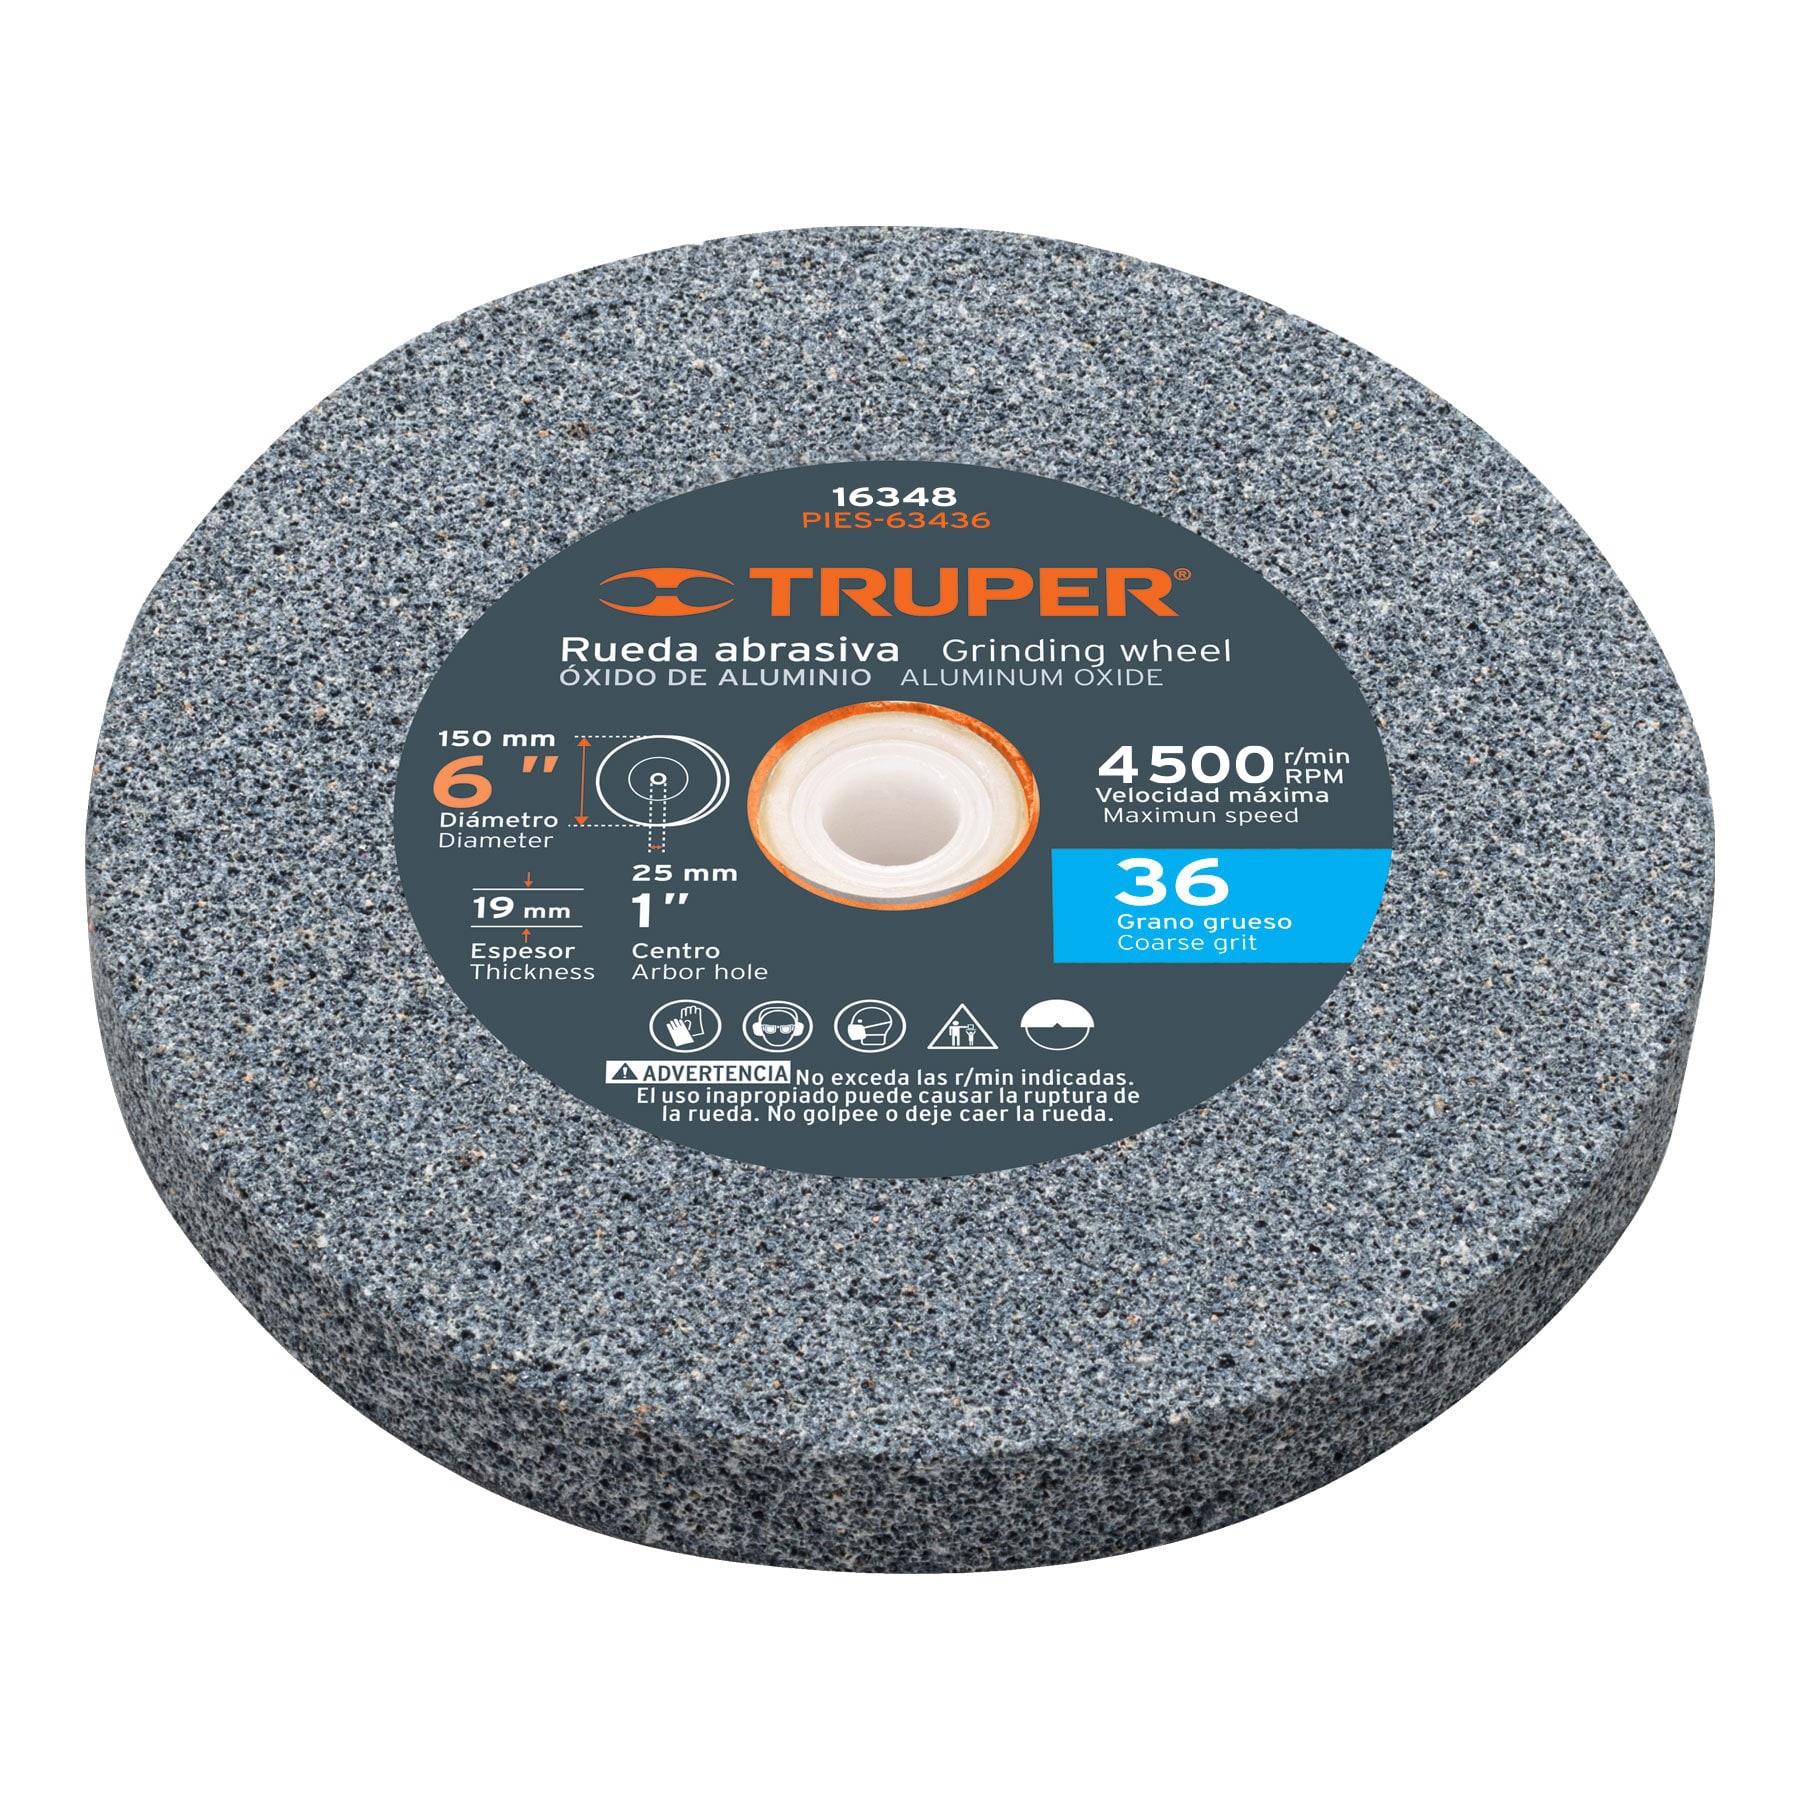 16348
PIES-63436
TRUPER®
Rueda abrasiva Grinding wheel
ÓXIDO DE ALUMINIO ALUMINUM OXIDE
150 mm
6"
Diámetro
Diameter
19 mm
Espesor
Thickness
25 mm
1"
Centro
Arbor hole
4500 r/min RPM
Velocidad máxima
Maximun speed
36
Grano grueso
Coarse grit
ADVERTENCIA No exceda las r/min indicadas.
El uso inapropiado puede causar la ruptura de
la rueda. No golpee o deje caer la rueda.